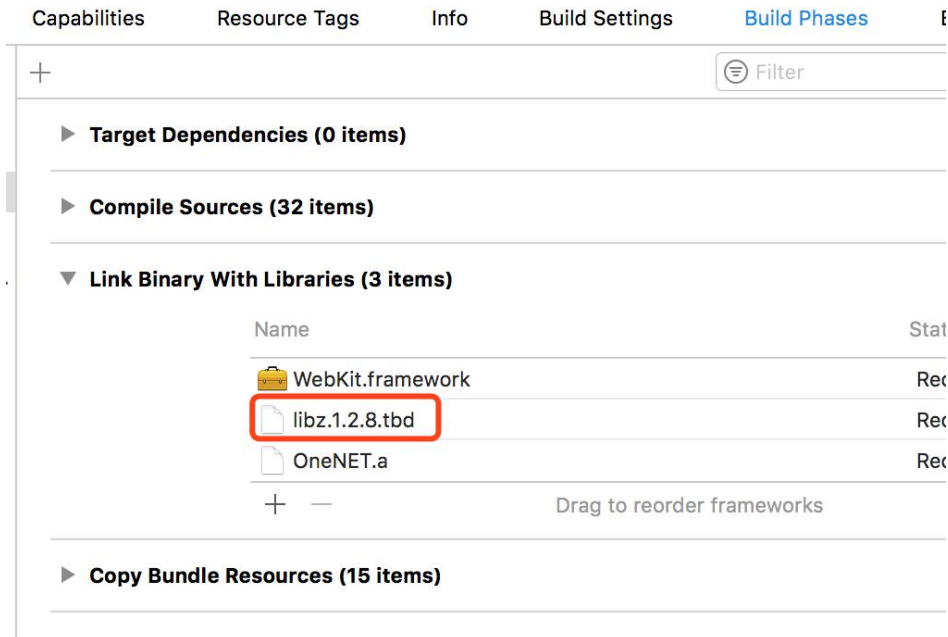 Capabilities Resource Tags Info Build Settings Build Phases
Filter
Target Dependencies (0 items)
Compile Sources (32 items)
Link Binary With Libraries (3 items)
Name
WebKit.framework
libz.1.2.8.tbd
OneNET.a
Drag to reorder frameworks
Copy Bundle Resources (15 items)